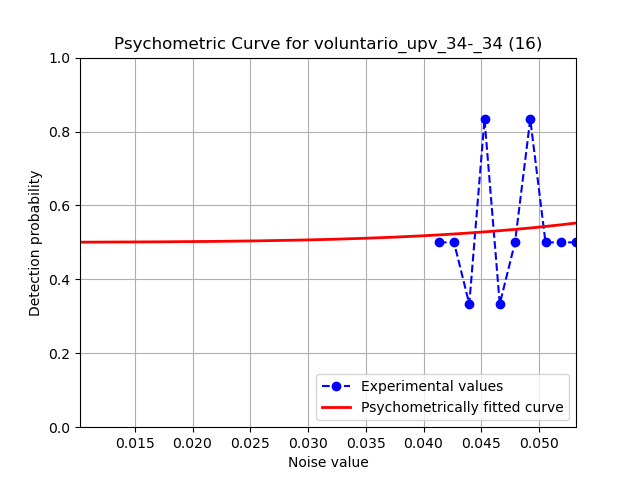 Psychometric Curve for voluntario_upv_34-_34 (16)
1.0
0.8
0.6
0.4
0.2
0.0
Detection probability
0.015 0.020 0.025 0.030 0.035 0.040 0.045 0.050
Noise value
Experimental values
Psychometrically fitted curve